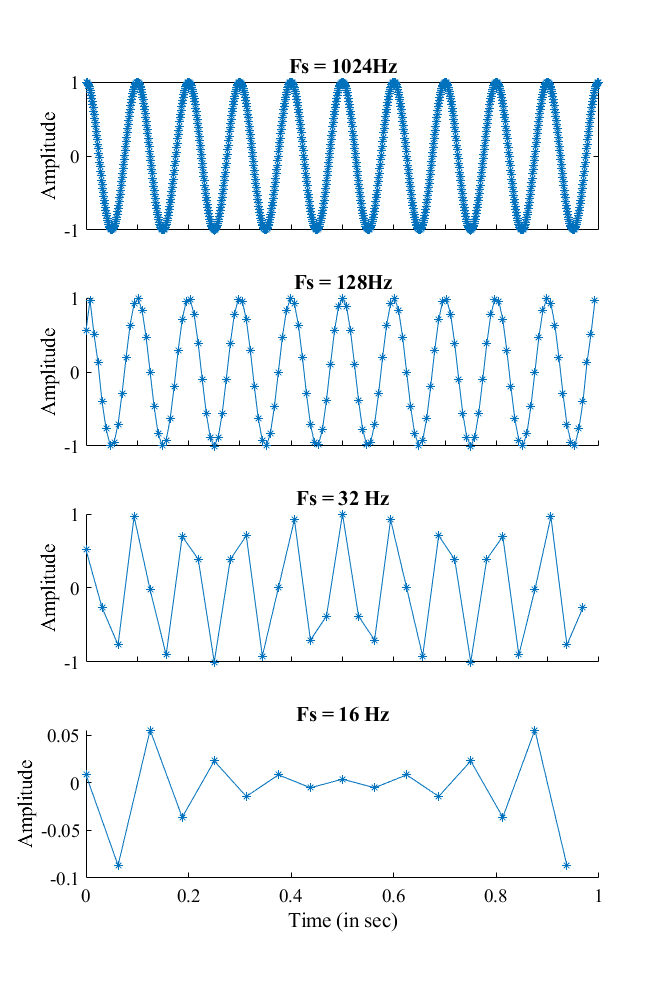 Fs = 1024Hz
1
0
-1
Amplitude
Fs = 128Hz
1
0
-1
Amplitude
Fs = 32 Hz
1
0
-1
Amplitude
Fs = 16 Hz
0.05
0
-0.05
-0.1
Amplitude
0 0.2 0.4 0.6 0.8 1
Time (in sec)